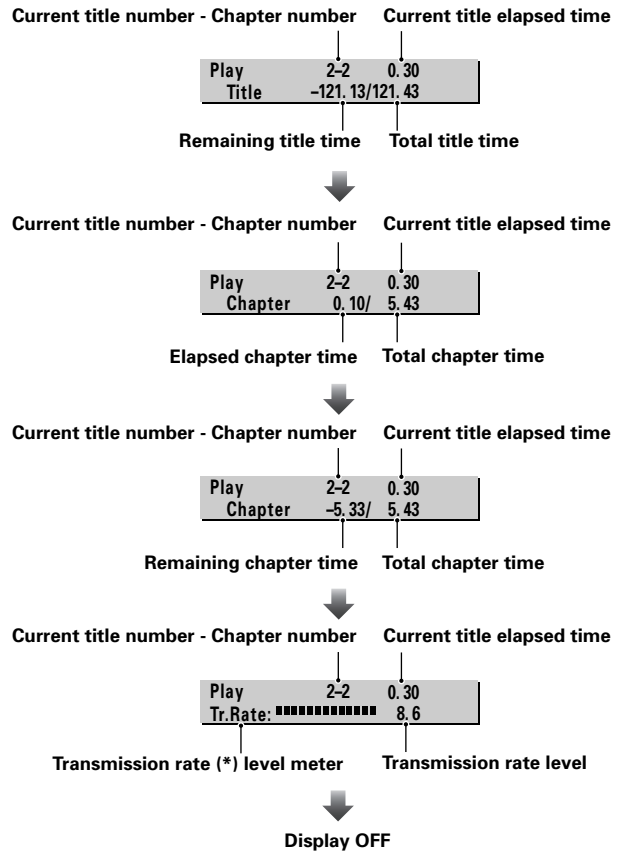 Current title number - Chapter number Current title elapsed time
Play 2–2 0. 30
Title –121. 13/121. 43
Remaining title time Total title time
Current title number - Chapter number Current title elapsed time
Play 2–2 0. 30
Chapter 0. 10/ 5. 43
Elapsed chapter time Total chapter time
Current title number - Chapter number Current title elapsed time
Play 2–2 0. 30
Chapter –5. 33/ 5. 43
Remaining chapter time Total chapter time
Current title number - Chapter number Current title elapsed time
Play 2–2 0. 30
Tr.Rate: 8. 6
Transmission rate (*) level meter Transmission rate level
Display OFF